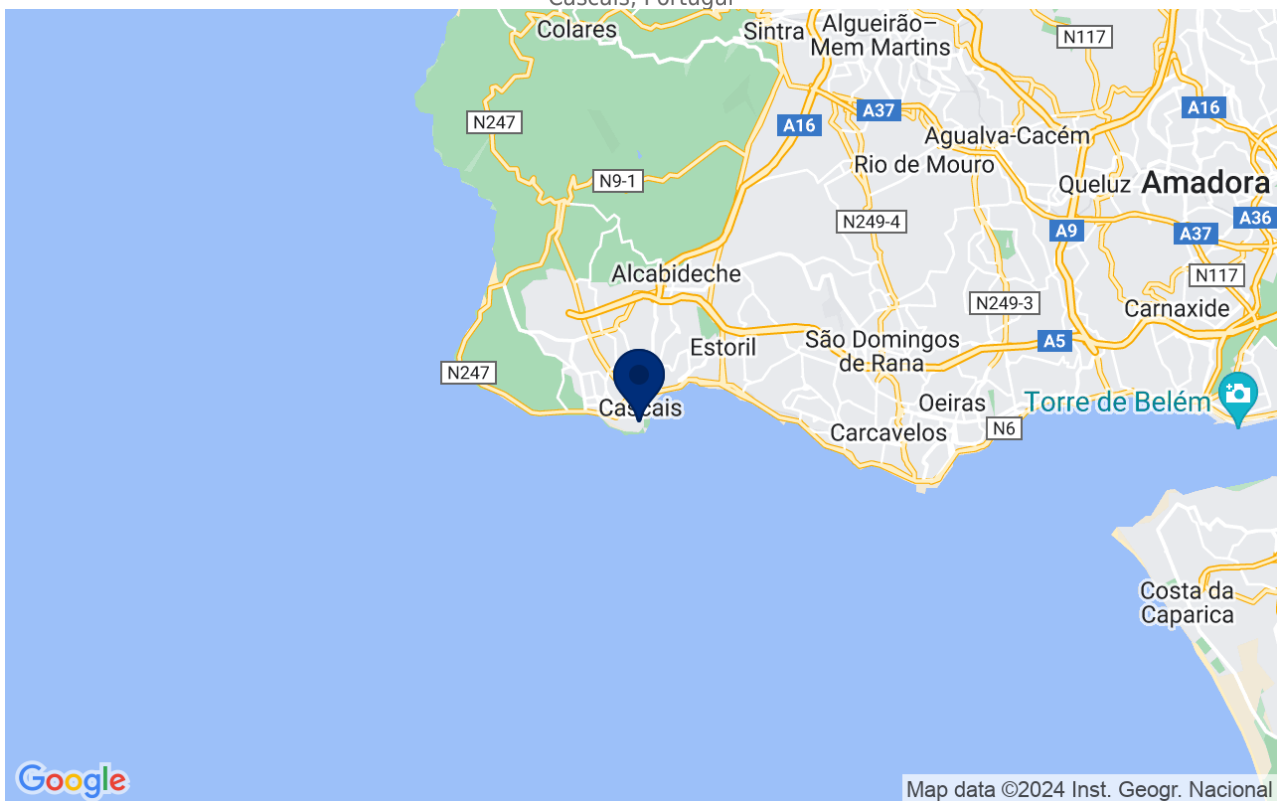 Cascais, Portugal
Colares
Sintra
Algueirão–
Mem Martins
N117
N247
A16
A37
A16
Agualva-Cacém
Rio de Mouro
N9-1
Queluz
Amadora
N249-4
A9
A37
A36
Alcabideche
N117
N249-3
Carnaxide
Estoril
São Domingos
de Rana
A5
N247
Cascais
Oeiras
Torre de Belém
Carcavelos
N6
Costa da
Caparica
Google
Map data ©2024 Inst. Geogr. Nacional